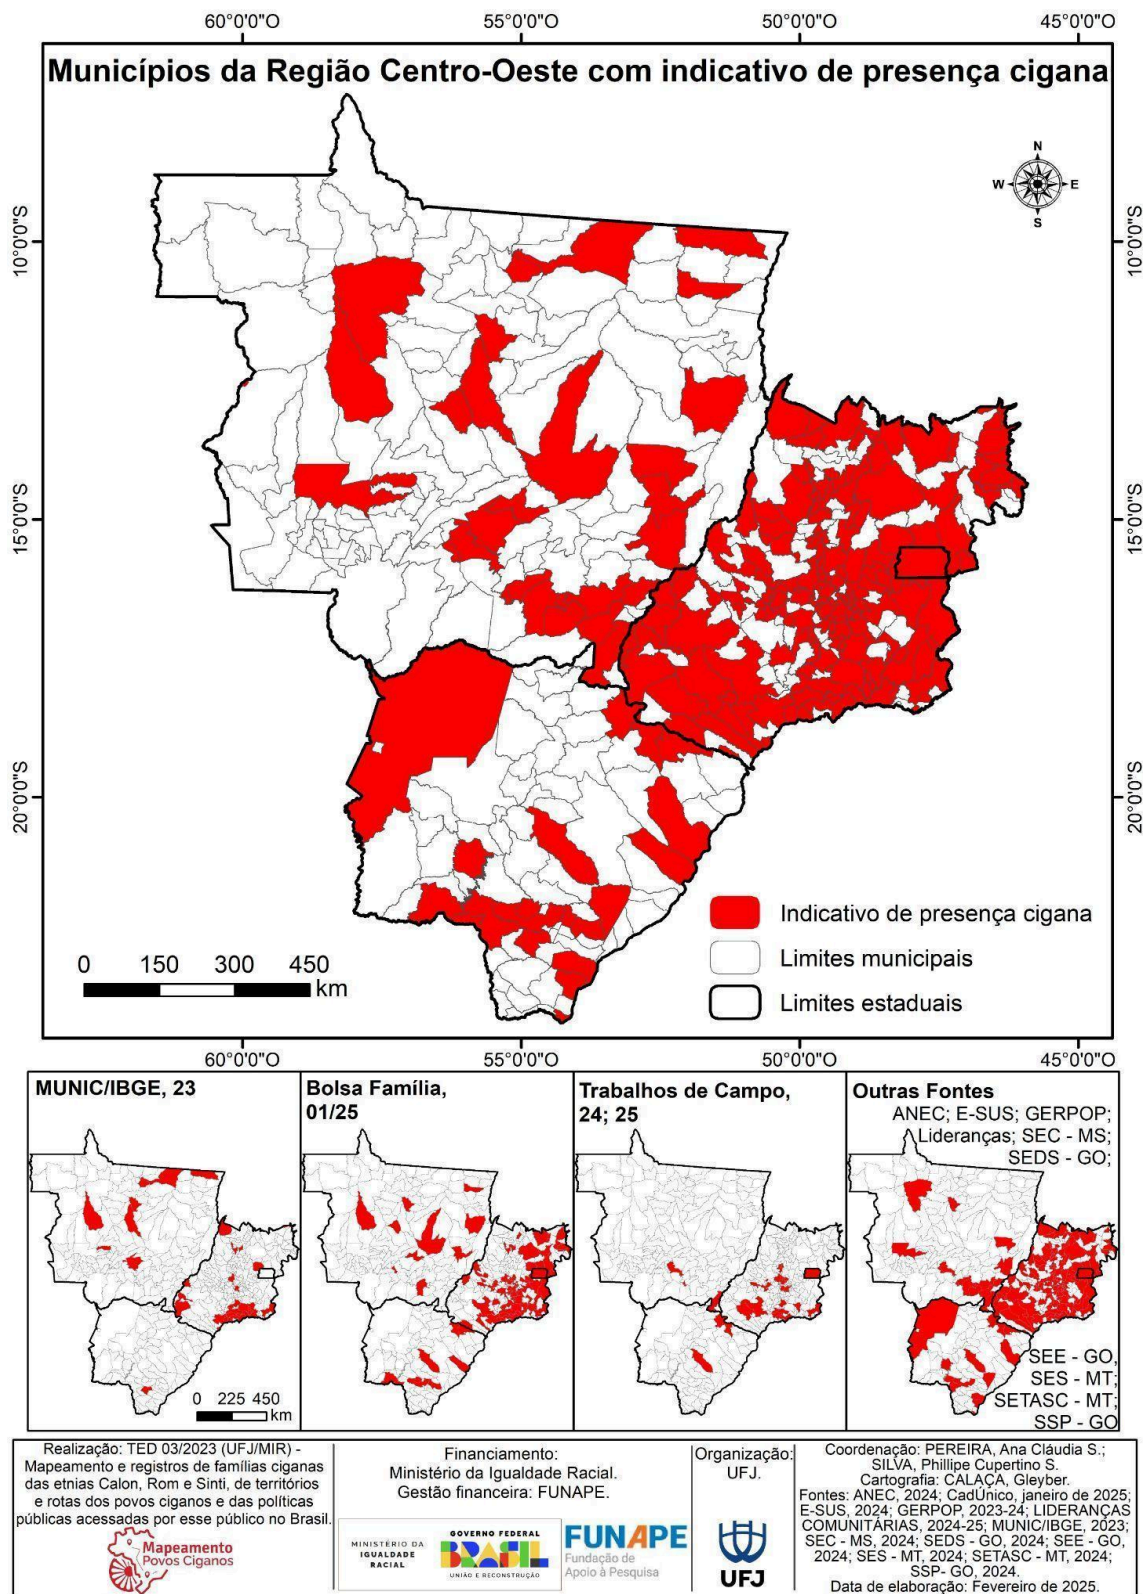 60°0'0"O 55°0'0"O 50°0'0"O 45°0'0"O
Municípios da Região Centro-Oeste com indicativo de presença cigana
N
W E
S
10°0'0"S 10°0'0"S
15°0'0"S 15°0'0"S
20°0'0"S 20°0'0"S
Indicativo de presença cigana
Limites municipais
Limites estaduais
0 150 300 450
km
60°0'0"O 55°0'0"O 50°0'0"O 45°0'0"O
MUNIC/IBGE, 23
0 225 450
km
Bolsa Família,
01/25
Trabalhos de Campo,
24; 25
Outras Fontes
ANEC; E-SUS; GERPOP;
Lideranças; SEC - MS;
SEDS - GO;
SEE - GO,
SES - MT;
SETASC - MT;
SSP - GO
Realização: TED 03/2023 (UFJ/MIR) -
Mapeamento e registros de famílias ciganas
das etnias Calon, Rom e Sinti, de territórios
e rotas dos povos ciganos e das políticas
públicas acessadas por esse público no Brasil.
Mapeamento
Povos Ciganos
Financiamento:
Ministério da Igualdade Racial.
Gestão financeira: FUNAPE.
MINISTÉRIO DA
IGUALDADE
RACIAL
GOVERNO FEDERAL
BRASIL
UNIÃO E RECONSTRUÇÃO
FUNAPE
Fundação de
Apoio à Pesquisa
Organização:
UFJ.
UFJ
Coordenação: PEREIRA, Ana Cláudia S.;
SILVA, Phillipe Cupertino S.
Cartografia: CALAÇA, Gleyber.
Fontes: ANEC, 2024; CadÚnico, janeiro de 2025;
E-SUS, 2024; GERPOP, 2023-24; LIDERANÇAS
COMUNITÁRIAS, 2024-25; MUNIC/IBGE, 2023;
SEC - MS, 2024; SEDS - GO, 2024; SEE - GO,
2024; SES - MT, 2024; SETASC - MT, 2024;
SSP- GO, 2024.
Data de elaboração: Fevereiro de 2025.